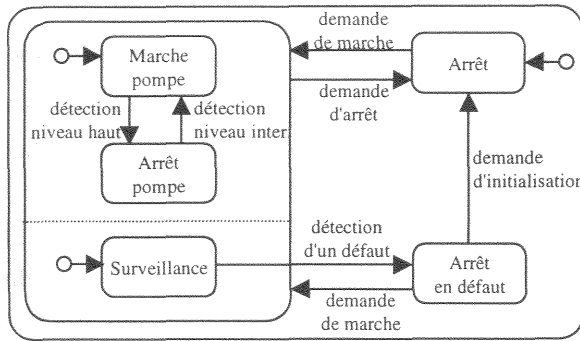 demande
de marche
Marche
pompe
Arrêt
demande
d'arrêt
détection
niveau haut
détection
niveau inter
Arrêt
pompe
demande
d'initialisation
détection
d'un défaut
Surveillance
Arrêt
en défaut
demande
de marche